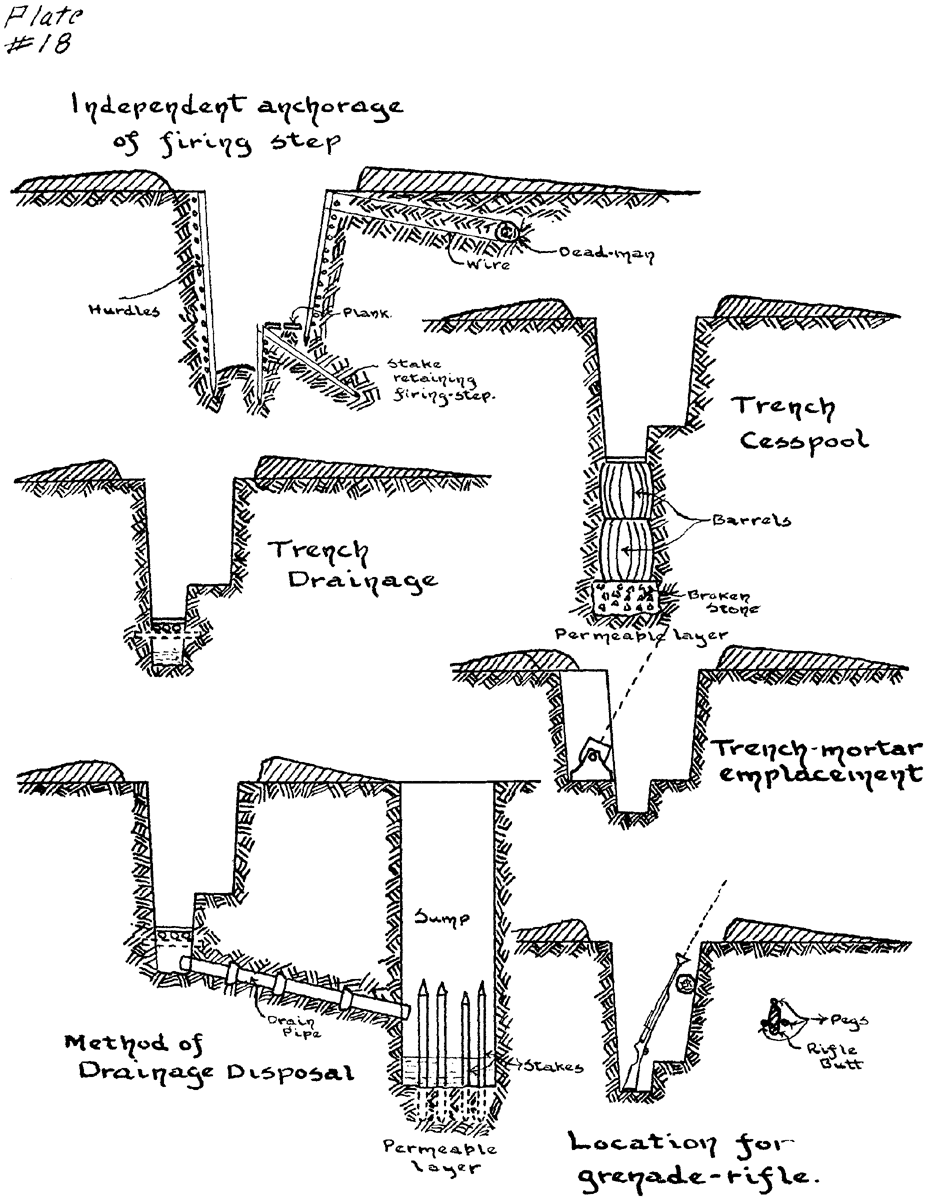 Plate
#18
Independent anchorage
of firing step
Dead-man
Wire
Hurdles
Plank.
Stake
retaining
firing-step.
Trench
Cesspool
Barrels
Trench
Drainage
Broken
Stone
Permeable layer
Trench-mortar
emplacement
Sump
Drain
Pipe
Pegs
Rifle
Butt
Method of
Drainage Disposal
Stakes
Permeable
layer
Location for
grenade-rifle.